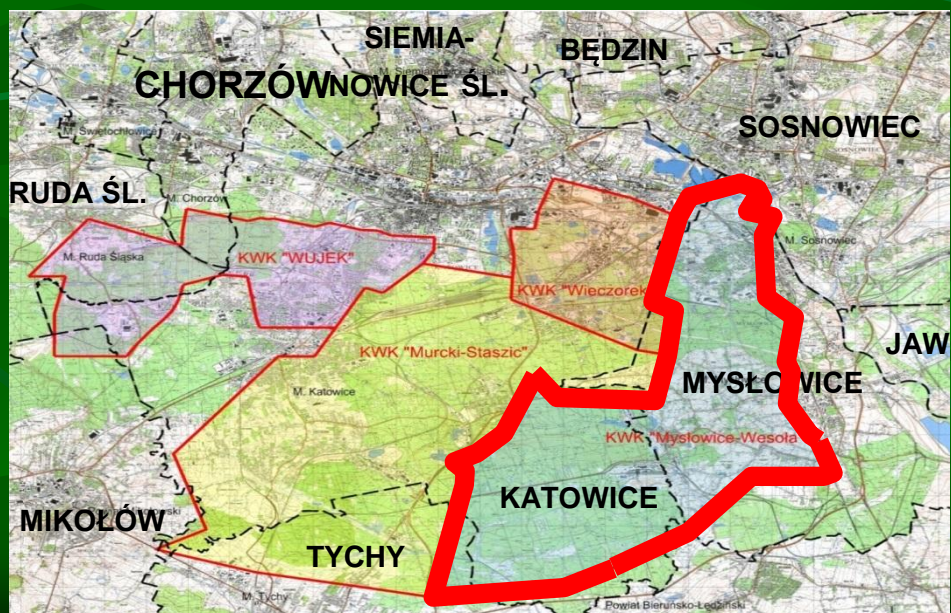 SIEMIA-
BĘDZIN
CHORZÓW NOWICE ŚL.
SOSNOWIEC
M. Świętochłowice
RUDA ŚL.
M. Chorzów
M. Sosnowiec
M. Ruda Śląska
KWK "WUJEK"
KWK "Wieczorek
JAW
KWK "Murcki-Staszic"
MYSŁOWICE
M. Katowice
KWK "Mysłowice-Wesoła
KATOWICE
MIKOŁÓW
TYCHY
M. Tychy
Powiat Bieruńsko-Lędziński